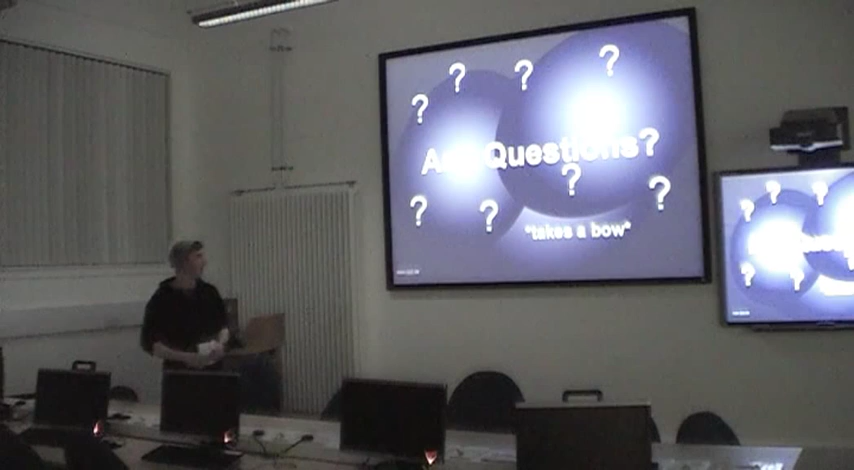 ? ? ? ?
Any Questions?
?
? ? ?
*takes a bow*